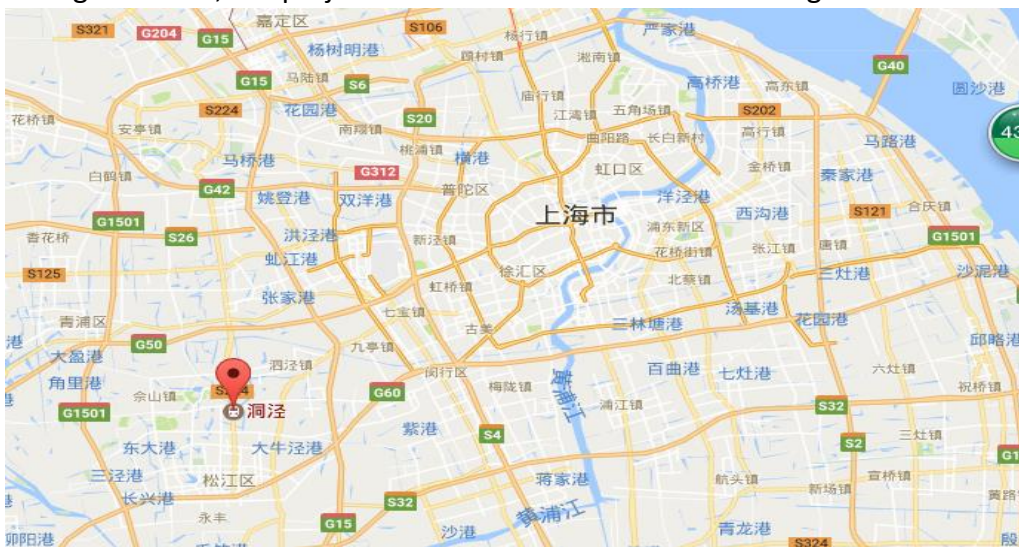 S321
G204
G15
嘉定区
S106
杨行镇
严家港
杨树明港
顾村镇
淞南镇
G40
G15
马陆镇
S6
高桥港
高东镇
圆沙港
庙行镇
S224
花园港
S20
江湾镇
五角场镇
S202
花桥镇
安亭镇
南翔镇
曲阳路
长白新村
高行镇
马路港
43
桃浦镇
横港
马桥港
G312
虹口区
金桥镇
秦家港
白鹤镇
G42
姚登港
双洋港
普陀区
洋泾港
上海市
西沟港
S121
合庆镇
G1501
浦东新区
香花桥
S26
洪泾港
新泾镇
花桥街镇
张江镇
唐镇
G1501
虬江港
徐汇区
北蔡镇
三灶港
沙泥港
S125
张家港
虹桥镇
汤基港
七宝镇
古美
三林塘港
花园港
青浦区
港
G50
九亭镇
邱略港
大盈港
泗泾镇
闵行区
百曲港
七灶港
六灶镇
角里港
佘山镇
G60
梅陇镇
黄浦江
浦江镇
祝桥镇
G1501
洞泾
S32
紫港
S4
S2
三灶镇
东大港
大牛泾港
G1
三泾港
松江区
蒋家港
航头镇
宣桥镇
长兴港
S32
新场镇
黄路
永丰
G15
沙港
黄浦江
青龙港
S324